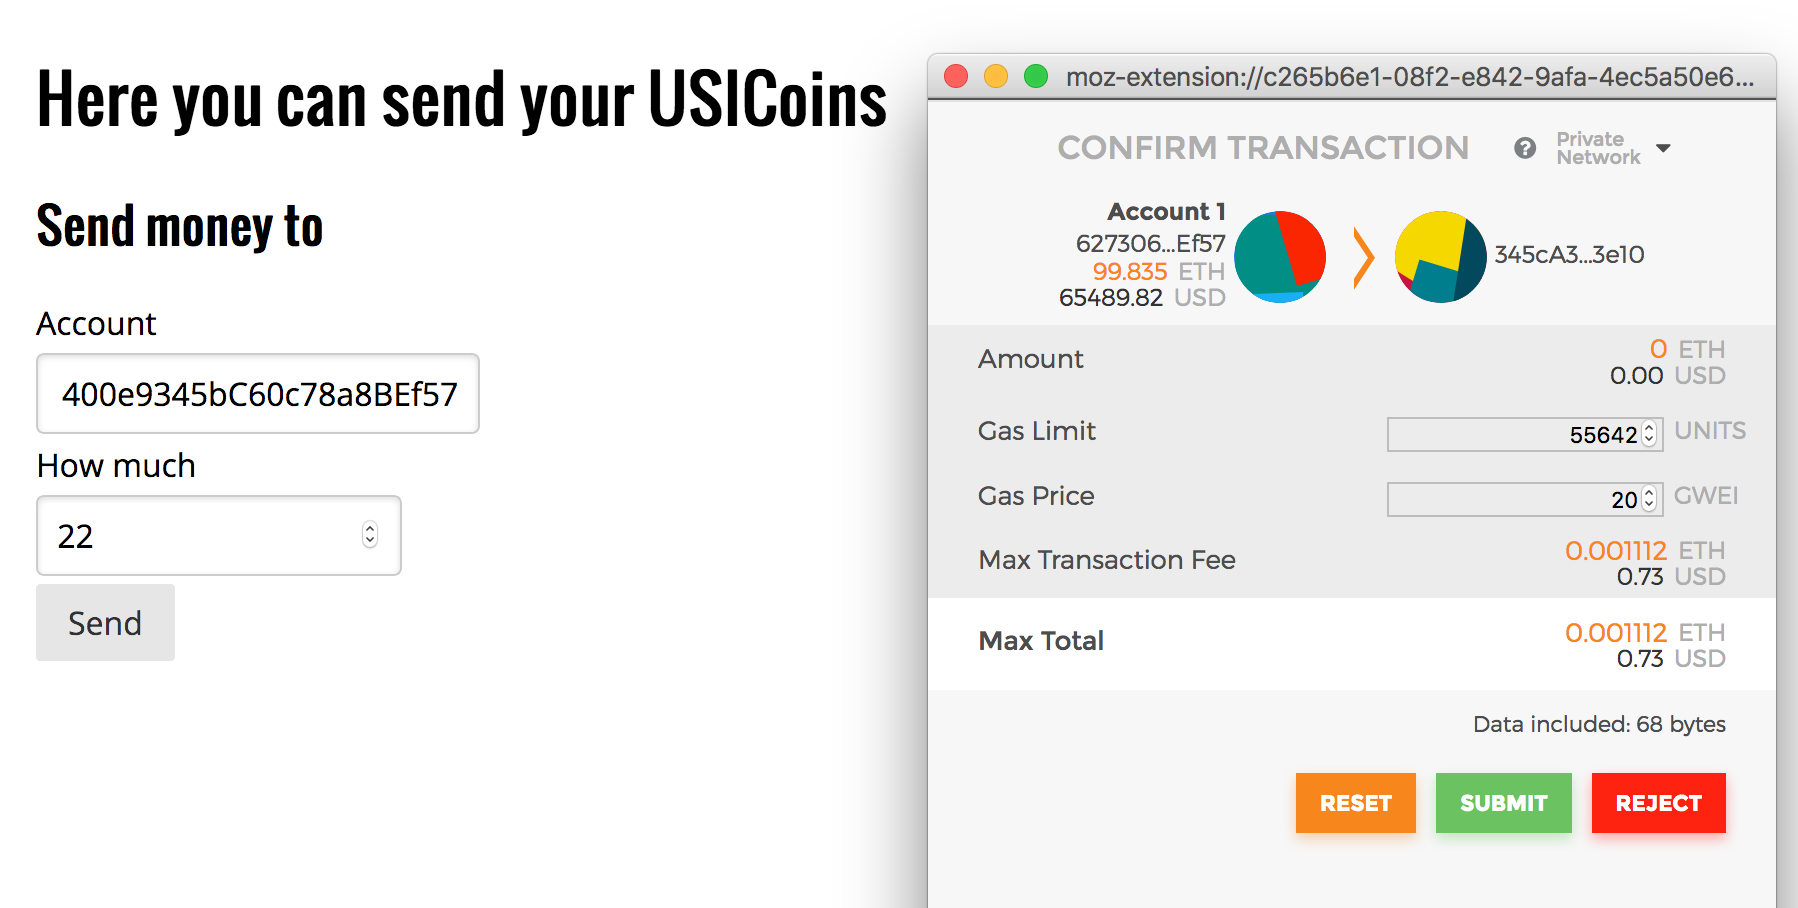 Here you can send your USICoins
Send money to
Account
400e9345bC60c78a8BEf57
How much
22
Send
moz-extension://c265b6e1-08f2-e842-9afa-4ec5a50e6...
CONFIRM TRANSACTION
? Private
Network
Account 1
627306...Ef57
99.835 ETH
65489.82 USD
345cA3...3e10
Amount
0 ETH
0.00 USD
Gas Limit
55642 UNITS
Gas Price
20 GWEI
Max Transaction Fee
0.001112 ETH
0.73 USD
Max Total
0.001112 ETH
0.73 USD
Data included: 68 bytes
RESET SUBMIT REJECT